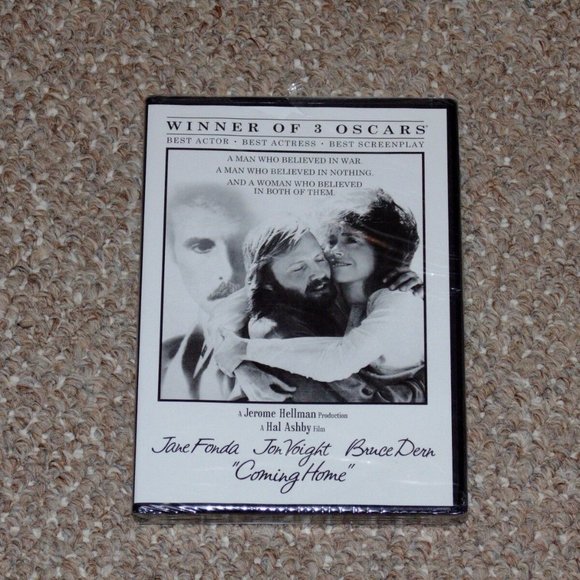 WINNER OF 3 OSCARS
BEST ACTOR · BEST ACTRESS · BEST SCREENPLAY
A MAN WHO BELIEVED IN WAR.
A MAN WHO BELIEVED IN NOTHING.
AND A WOMAN WHO BELIEVED
IN BOTH OF THEM.
A Jerome Hellman Production
A Hal Ashby Film
Jane Fonda Jon Voight Bruce Dern
"Coming Home"